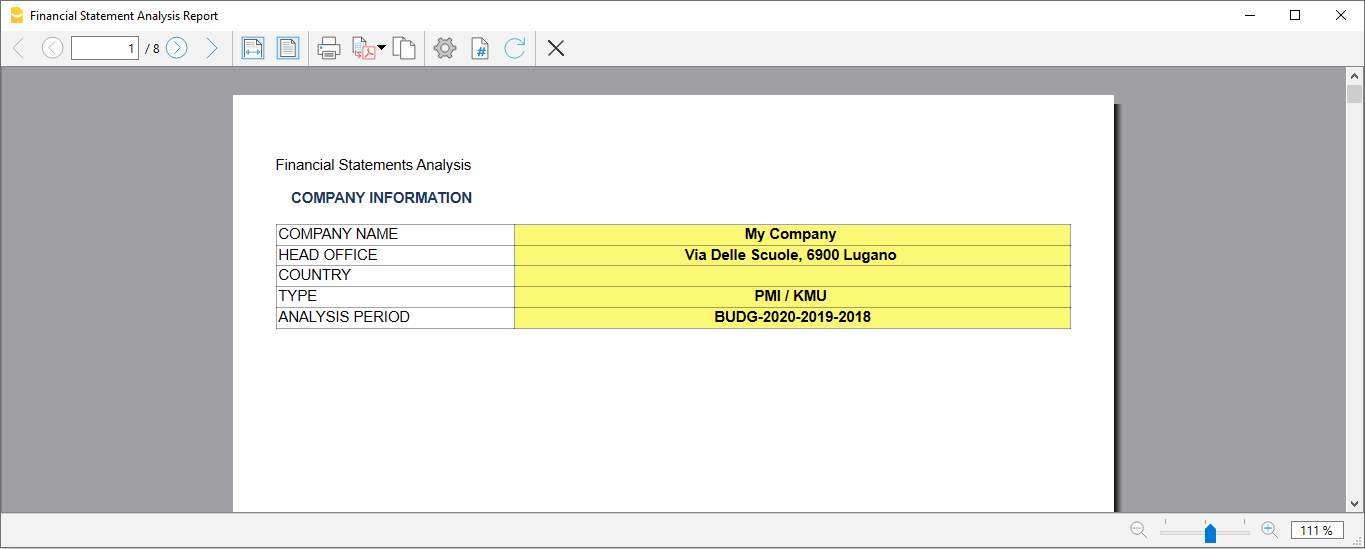 Financial Statement Analysis Report
1 / 8
#
Financial Statements Analysis
COMPANY INFORMATION
COMPANY NAME My Company
HEAD OFFICE Via Delle Scuole, 6900 Lugano
COUNTRY
TYPE PMI / KMU
ANALYSIS PERIOD BUDG-2020-2019-2018
111 %